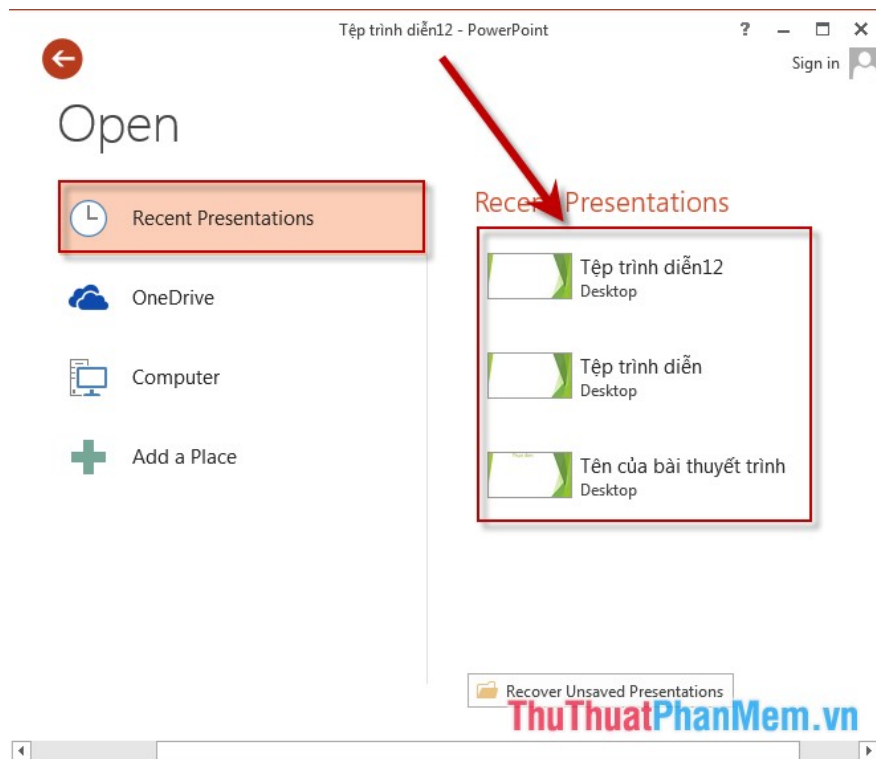 Tệp trình diễn12 - PowerPoint
?
Sign in
Open
Recent Presentations
OneDrive
Computer
Add a Place
Recent Presentations
Tệp trình diễn12
Desktop
Tệp trình diễn
Desktop
Tên của bài thuyết trình
Desktop
Recover Unsaved Presentations
ThuThuatPhanMem.vn